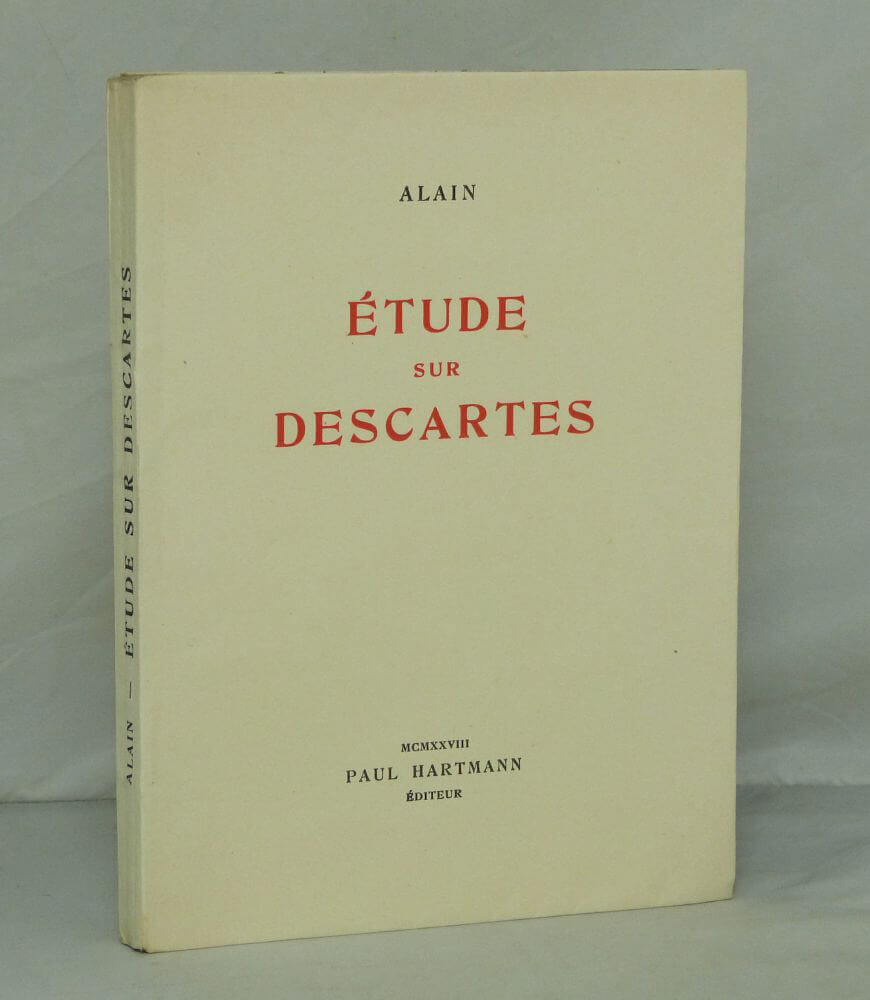 ALAIN
ÉTUDE
SUR
DESCARTES
MCMXXVIII
PAUL HARTMANN
ÉDITEUR
ALAIN — ÉTUDE SUR DESCARTES